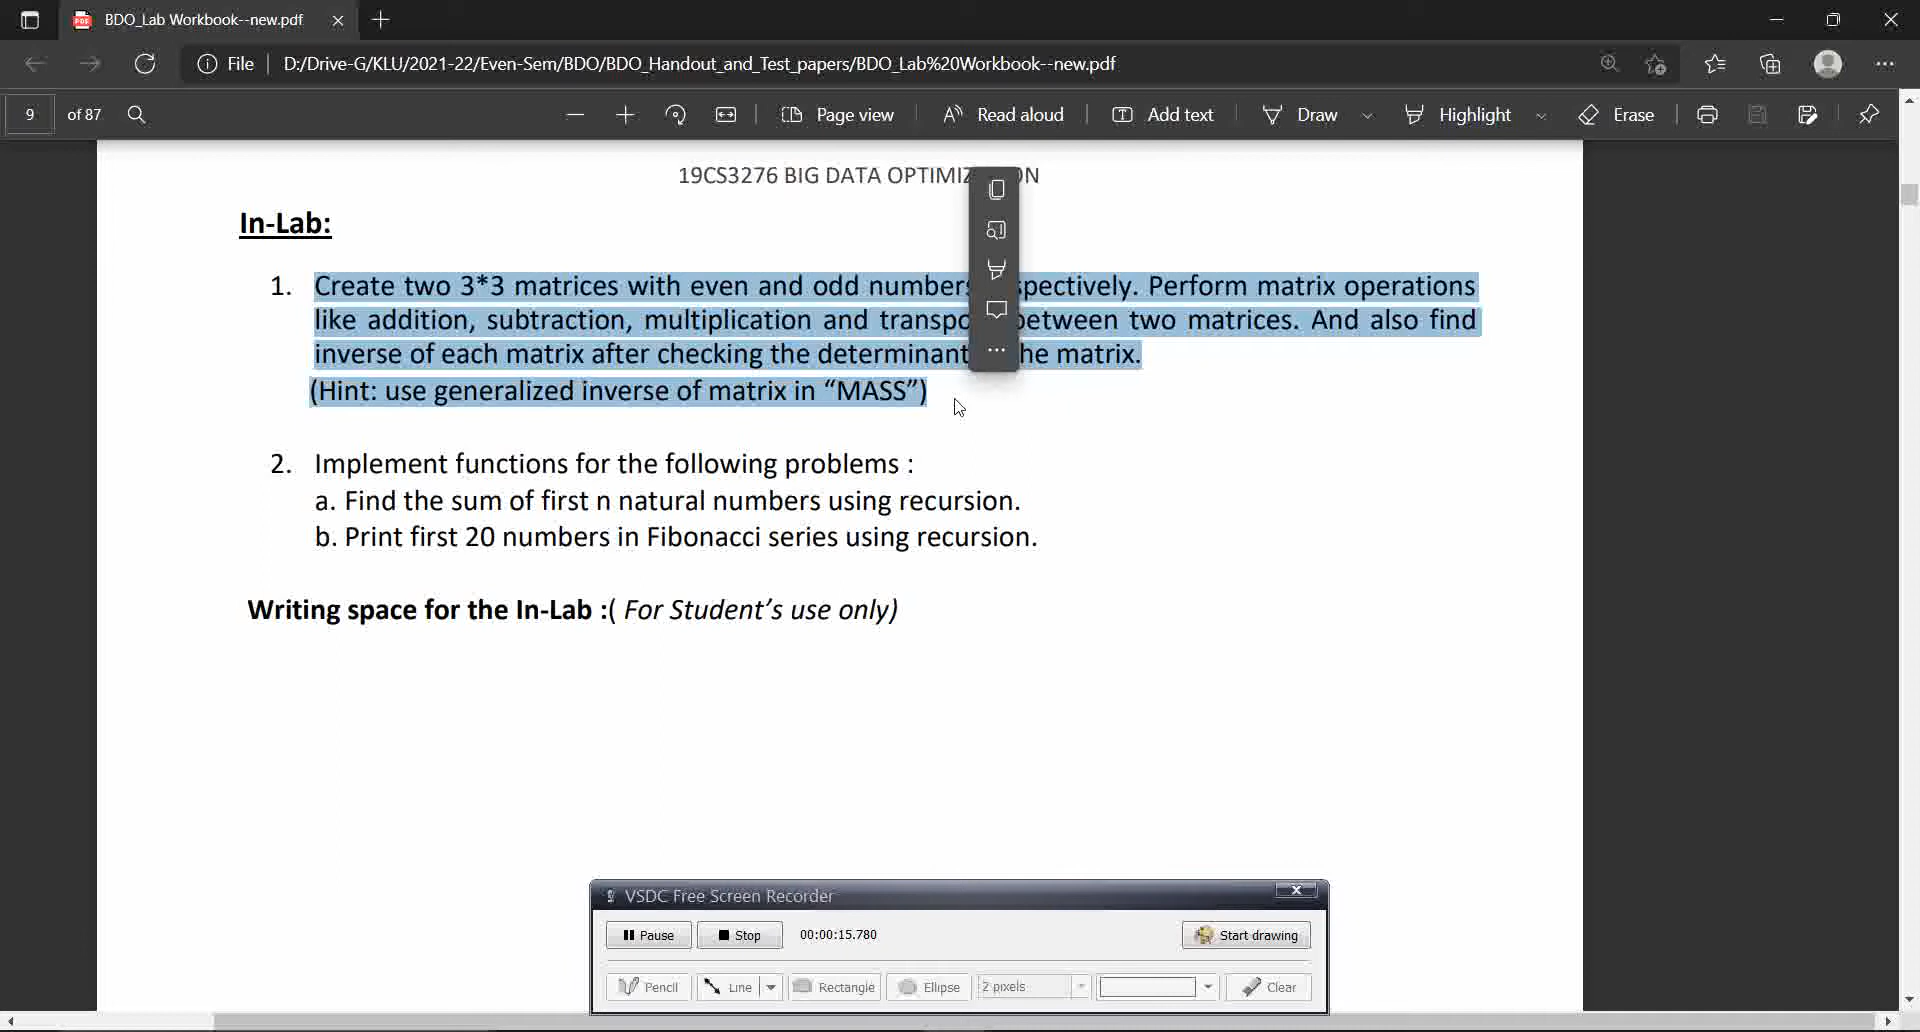 BDO_Lab Workbook--new.pdf
File
D:/Drive-G/KLU/2021-22/Even-Sem/BDO/BDO_Handout_and_Test_papers/BDO_Lab%20Workbook--new.pdf
9 of 87
Page view
Read aloud
Add text
Draw
Highlight
Erase
19CS3276 BIG DATA OPTIMIZ ON
In-Lab:
1. Create two 3*3 matrices with even and odd numbers spectively. Perform matrix operations
like addition, subtraction, multiplication and transpo between two matrices. And also find
inverse of each matrix after checking the determinant he matrix.
(Hint: use generalized inverse of matrix in “MASS”)
2. Implement functions for the following problems :
a. Find the sum of first n natural numbers using recursion.
b. Print first 20 numbers in Fibonacci series using recursion.
Writing space for the In-Lab :( For Student’s use only)
VSDC Free Screen Recorder
Pause
Stop
00:00:15.780
Start drawing
Pencil
Line
Rectangle
Ellipse
2 pixels
Clear